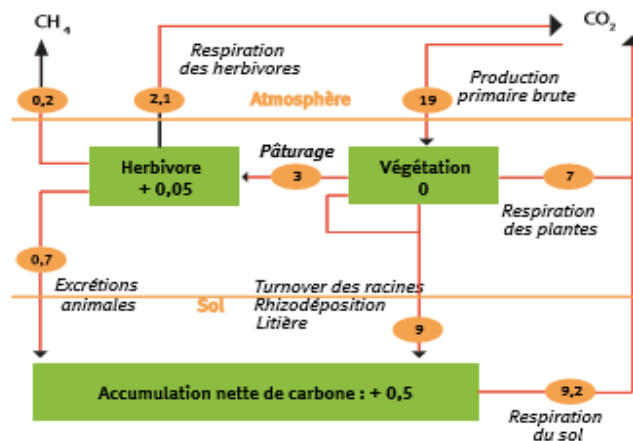 CH4
CO2
Respiration
des herbivores
0,2
2,1
Atmosphère
19
Production
primaire brute
Herbivore
+ 0,05
Pâturage
3
Végétation
0
7
Respiration
des plantes
0,7
Excrétions
animales
Sol
Turnover des racines
Rhizodéposition
Litière
9
Accumulation nette de carbone : + 0,5
9,2
Respiration
du sol